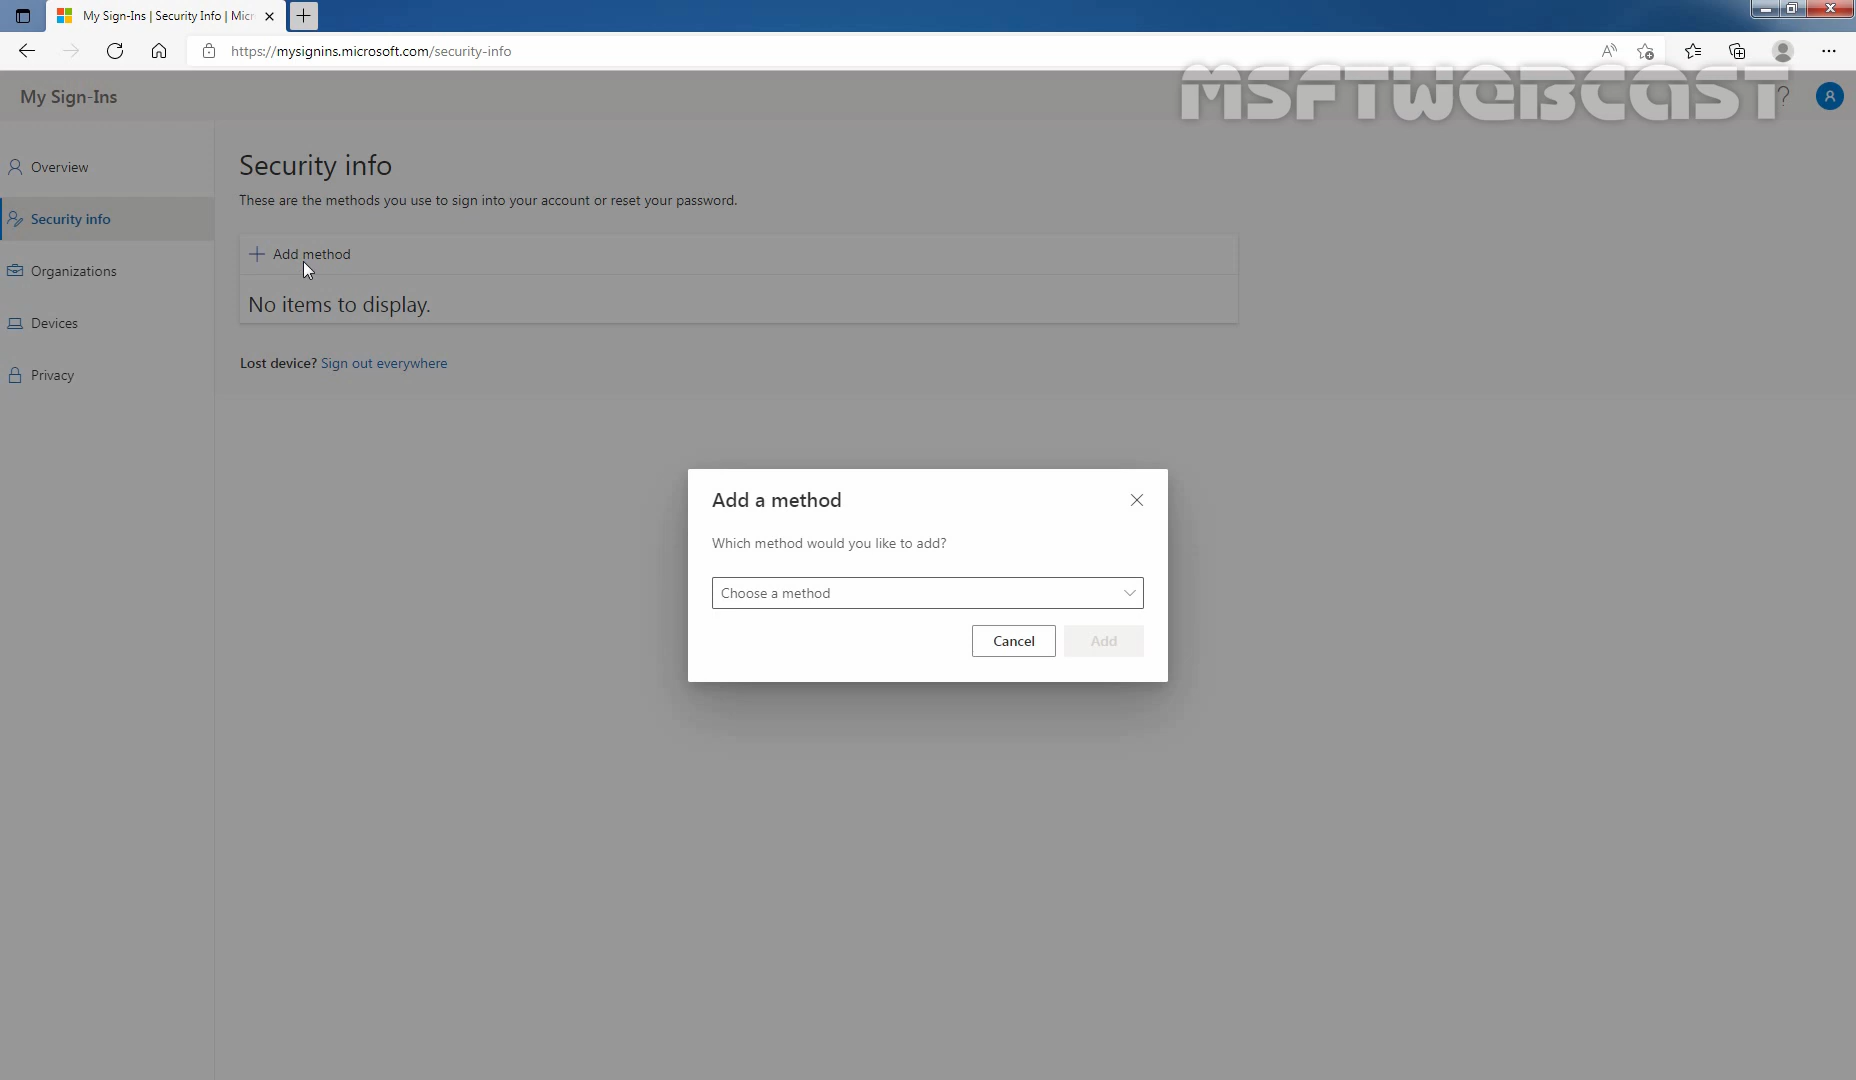 My Sign-Ins | Security Info | Micr
https://mysignins.microsoft.com/security-info
MSFTWEBCAST
My Sign-Ins
?
Overview
Security info
Organizations
Devices
Privacy
Security info
These are the methods you use to sign into your account or reset your password.
Add method
No items to display.
Lost device? Sign out everywhere
Add a method
Which method would you like to add?
Choose a method
Cancel
Add